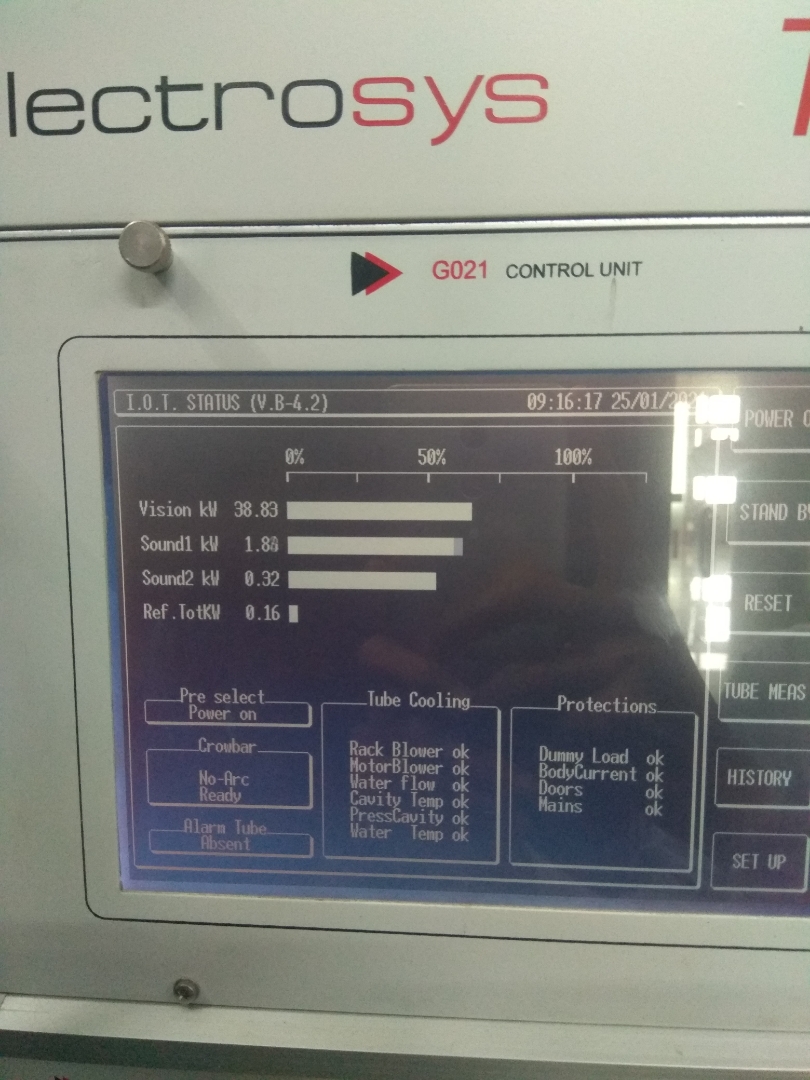 lectrosys
G021 CONTROL UNIT
I.O.T. STATUS (V.B-4.2) 09:16:17 25/01/
POWER O
0% 50% 100%
Vision kW 38.83
STAND BY
Sound1 kW
Sound2 kW 0.32
RESET
Ref.TotKW 0.16
TUBE MEAS
Pre select
Power on
Tube Cooling
Rack Blower ok
MotorBlower ok
Water flow ok
Cavity Temp ok
PressCavity ok
Water Temp ok
Protections
Dummy Load ok
BodyCurrent ok
Doors ok
Mains ok
Crowbar
No-Arc
Ready
Alarm Tube
Absent
HISTORY
SET UP